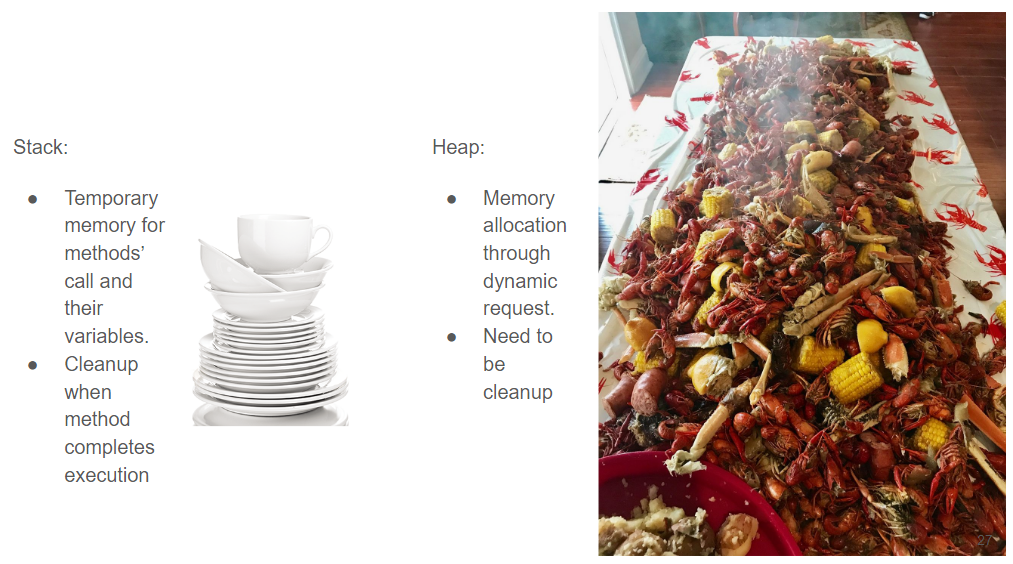 Stack:
● Temporary
memory for
methods’
call and
their
variables.
● Cleanup
when
method
completes
execution
Heap:
● Memory
allocation
through
dynamic
request.
● Need to
be
cleanup
27